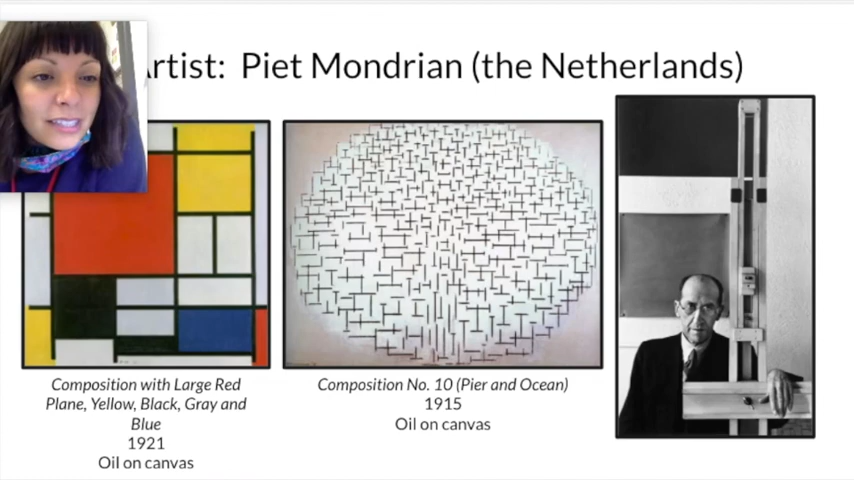 Artist: Piet Mondrian (the Netherlands)
Composition with Large Red
Plane, Yellow, Black, Gray and
Blue
1921
Oil on canvas
Composition No. 10 (Pier and Ocean)
1915
Oil on canvas